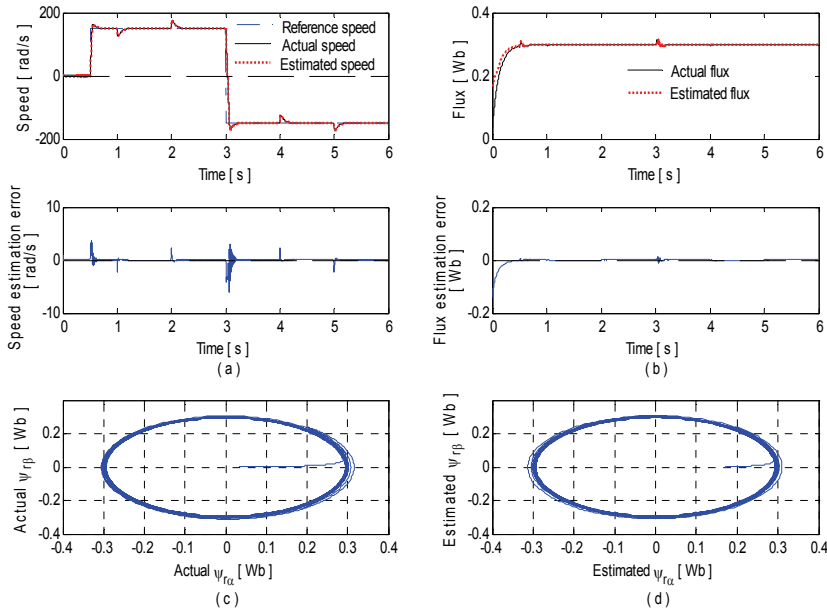 200
0
-200
Speed [ rad/s ]
Reference speed
Actual speed
Estimated speed
0 1 2 3 4 5 6
Time [ s ]
0.4
0.2
0
Flux [ Wb ]
Actual flux
Estimated flux
0 1 2 3 4 5 6
Time [ s ]
10
0
-10
Speed estimation error
[ rad/s ]
0 1 2 3 4 5 6
Time [ s ]
( a )
0.2
0
-0.2
Flux estimation error
[ Wb ]
0 1 2 3 4 5 6
Time [ s ]
( b )
0.2
0
-0.2
-0.4
Actual ψrβ [ Wb ]
-0.4 -0.3 -0.2 -0.1 0 0.1 0.2 0.3 0.4
Actual ψrα [ Wb ]
( c )
0.2
0
-0.2
-0.4
Estimated ψrβ [ Wb ]
-0.4 -0.3 -0.2 -0.1 0 0.1 0.2 0.3 0.4
Estimated ψrα [ Wb ]
( d )